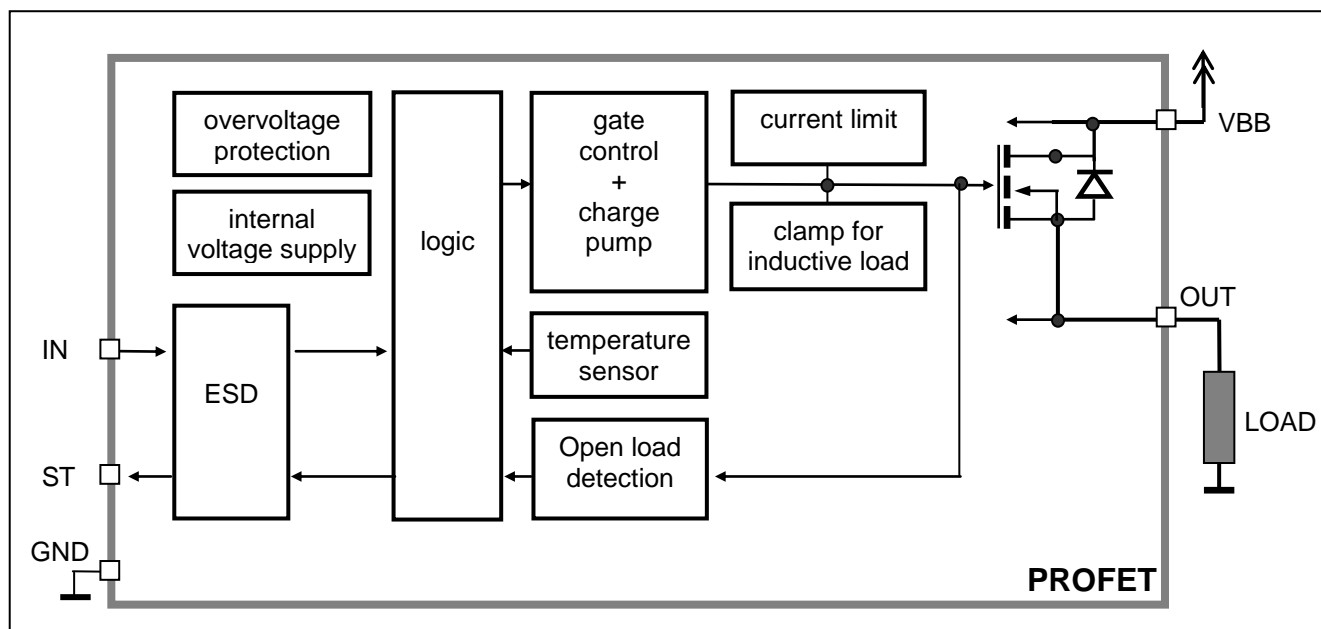 overvoltage
protection
internal
voltage supply
logic
gate
control
+
charge
pump
current limit
clamp for
inductive load
VBB
OUT
IN
ESD
temperature
sensor
LOAD
ST
Open load
detection
GND
PROFET